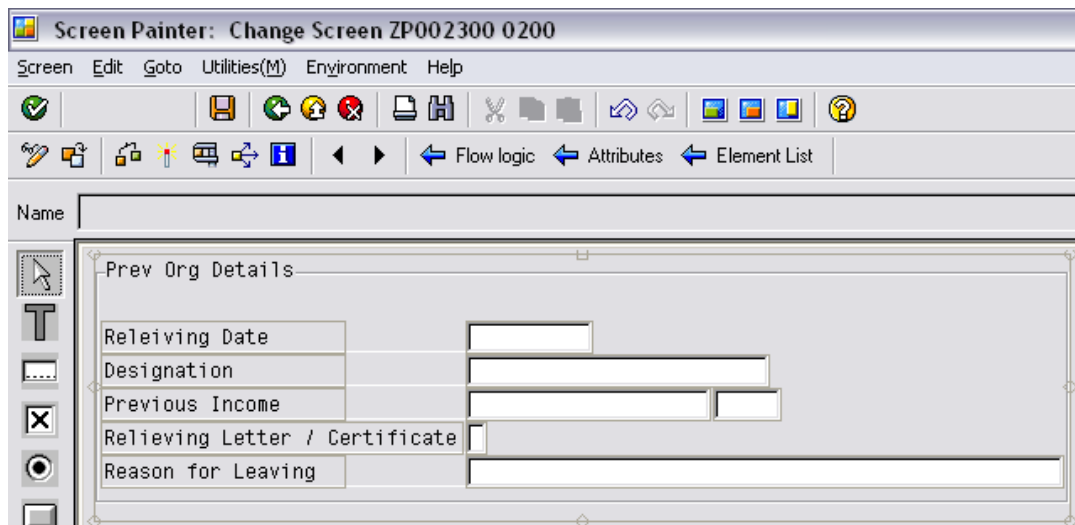 Screen Painter: Change Screen ZP002300 0200
Screen Edit Goto Utilities(M) Environment Help
Flow logic Attributes Element List
Name
Prev Org Details
Releiving Date
Designation
Previous Income
Relieving Letter / Certificate
Reason for Leaving